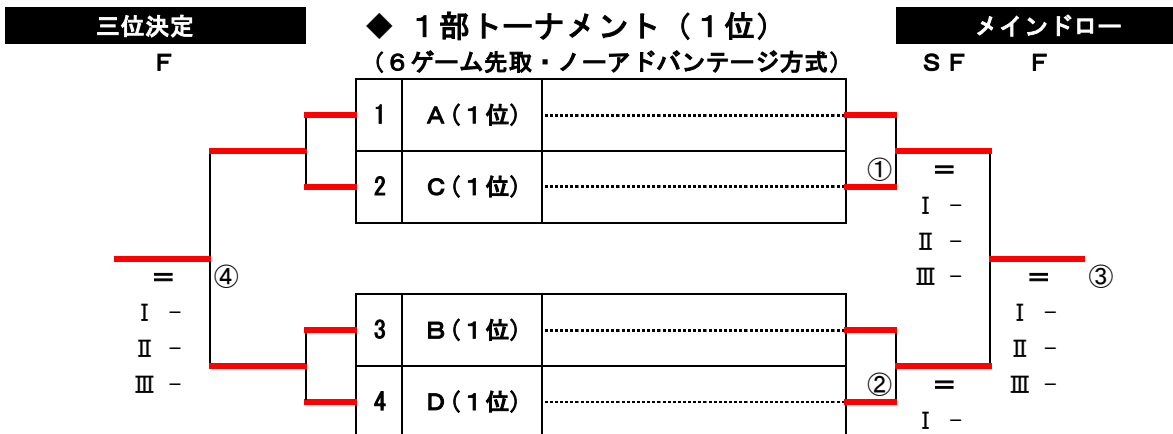 三位決定 ◆ 1部トーナメント（1位） メインドロー
F （6ゲーム先取・ノーアドバンテージ方式） SF F
1 A(1位)
① =
2 C(1位)
Ⅰ -
Ⅱ -
= ④ Ⅲ - = ③
Ⅰ - Ⅰ -
3 B(1位)
Ⅱ - Ⅱ -
Ⅲ - ② = Ⅲ -
4 D(1位)
Ⅰ -